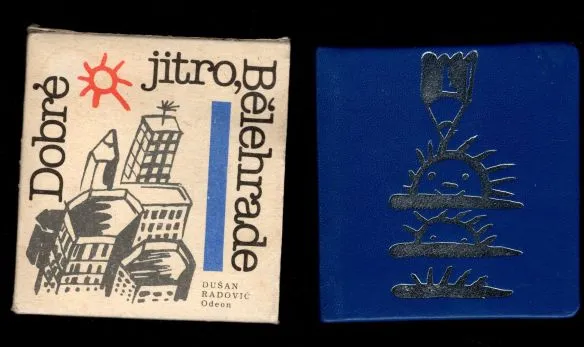 Dobré
jitro,
Bělehrade
DUŠAN
RADOVIĆ
Odeon